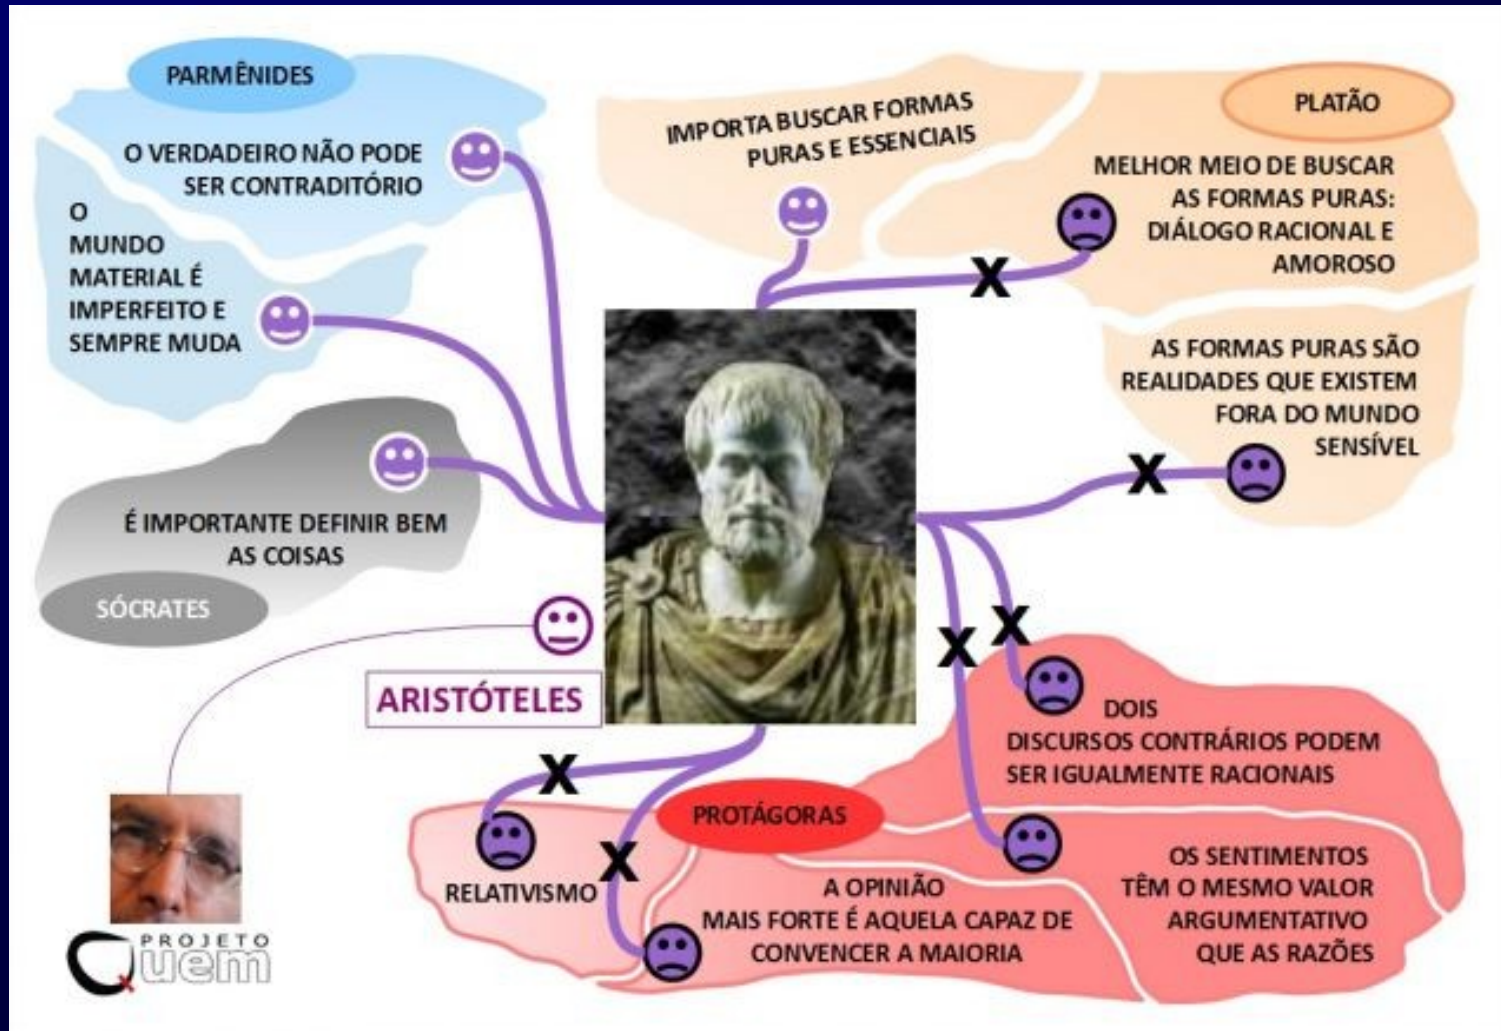 PARMÊNIDES
O VERDADEIRO NÃO PODE
SER CONTRADITÓRIO
O
MUNDO
MATERIAL É
IMPERFEITO E
SEMPRE MUDA
É IMPORTANTE DEFINIR BEM
AS COISAS
SÓCRATES
IMPORTA BUSCAR FORMAS
PURAS E ESSENCIAIS
PLATÃO
MELHOR MEIO DE BUSCAR
AS FORMAS PURAS:
DIÁLOGO RACIONAL E
AMOROSO
X
AS FORMAS PURAS SÃO
REALIDADES QUE EXISTEM
FORA DO MUNDO
SENSÍVEL
X
ARISTÓTELES
X
X
DOIS
DISCURSOS CONTRÁRIOS PODEM
SER IGUALMENTE RACIONAIS
X
X
PROTÁGORAS
RELATIVISMO
A OPINIÃO
MAIS FORTE É AQUELA CAPAZ DE
CONVENCER A MAIORIA
OS SENTIMENTOS
TÊM O MESMO VALOR
ARGUMENTATIVO
QUE AS RAZÕES
PROJETO
Quem